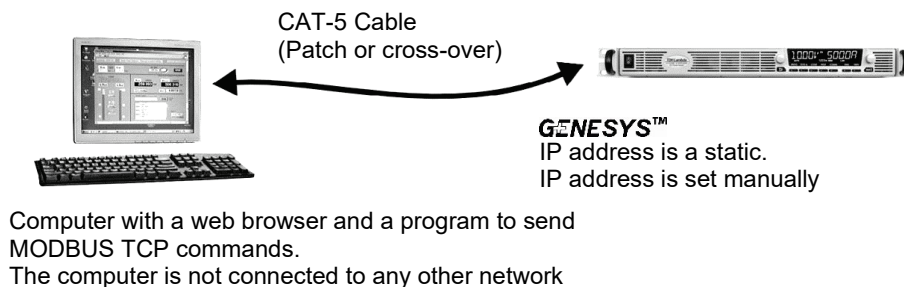 CAT-5 Cable
(Patch or cross-over)
GENESYS™
IP address is a static.
IP address is set manually
Computer with a web browser and a program to send
MODBUS TCP commands.
The computer is not connected to any other network